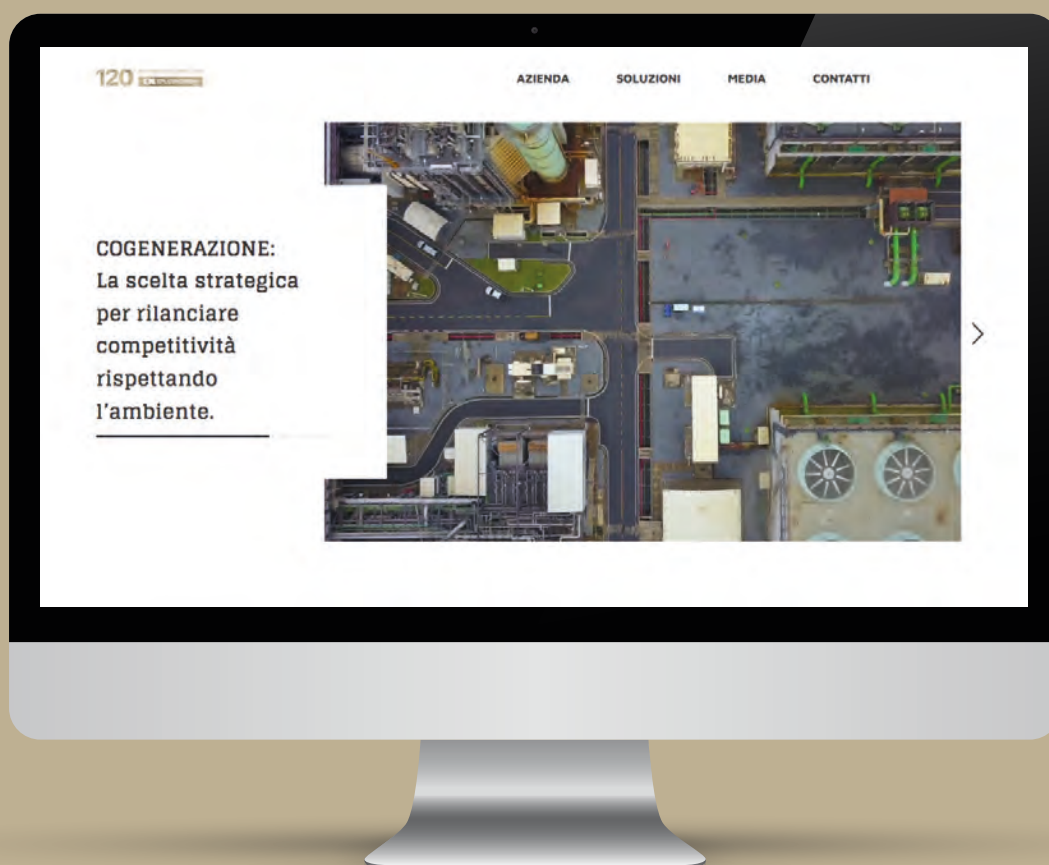 120
AZIENDA SOLUZIONI MEDIA CONTATTI
COGENERAZIONE:
La scelta strategica
per rilanciare
competitività
rispettando
l’ambiente.